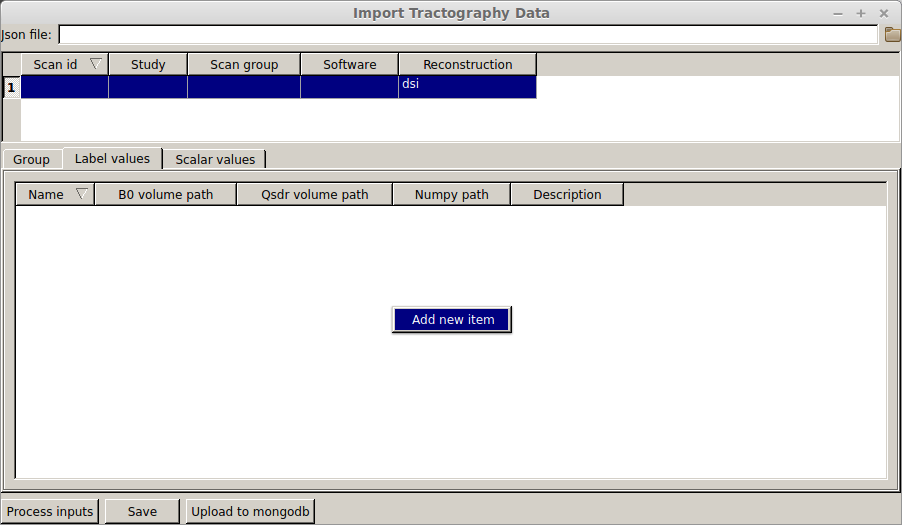 Import Tractography Data
Json file:
Scan id Study Scan group Software Reconstruction
1 dsi
Group Label values Scalar values
Name B0 volume path Qsdr volume path Numpy path Description
Add new item
Process inputs Save Upload to mongodb